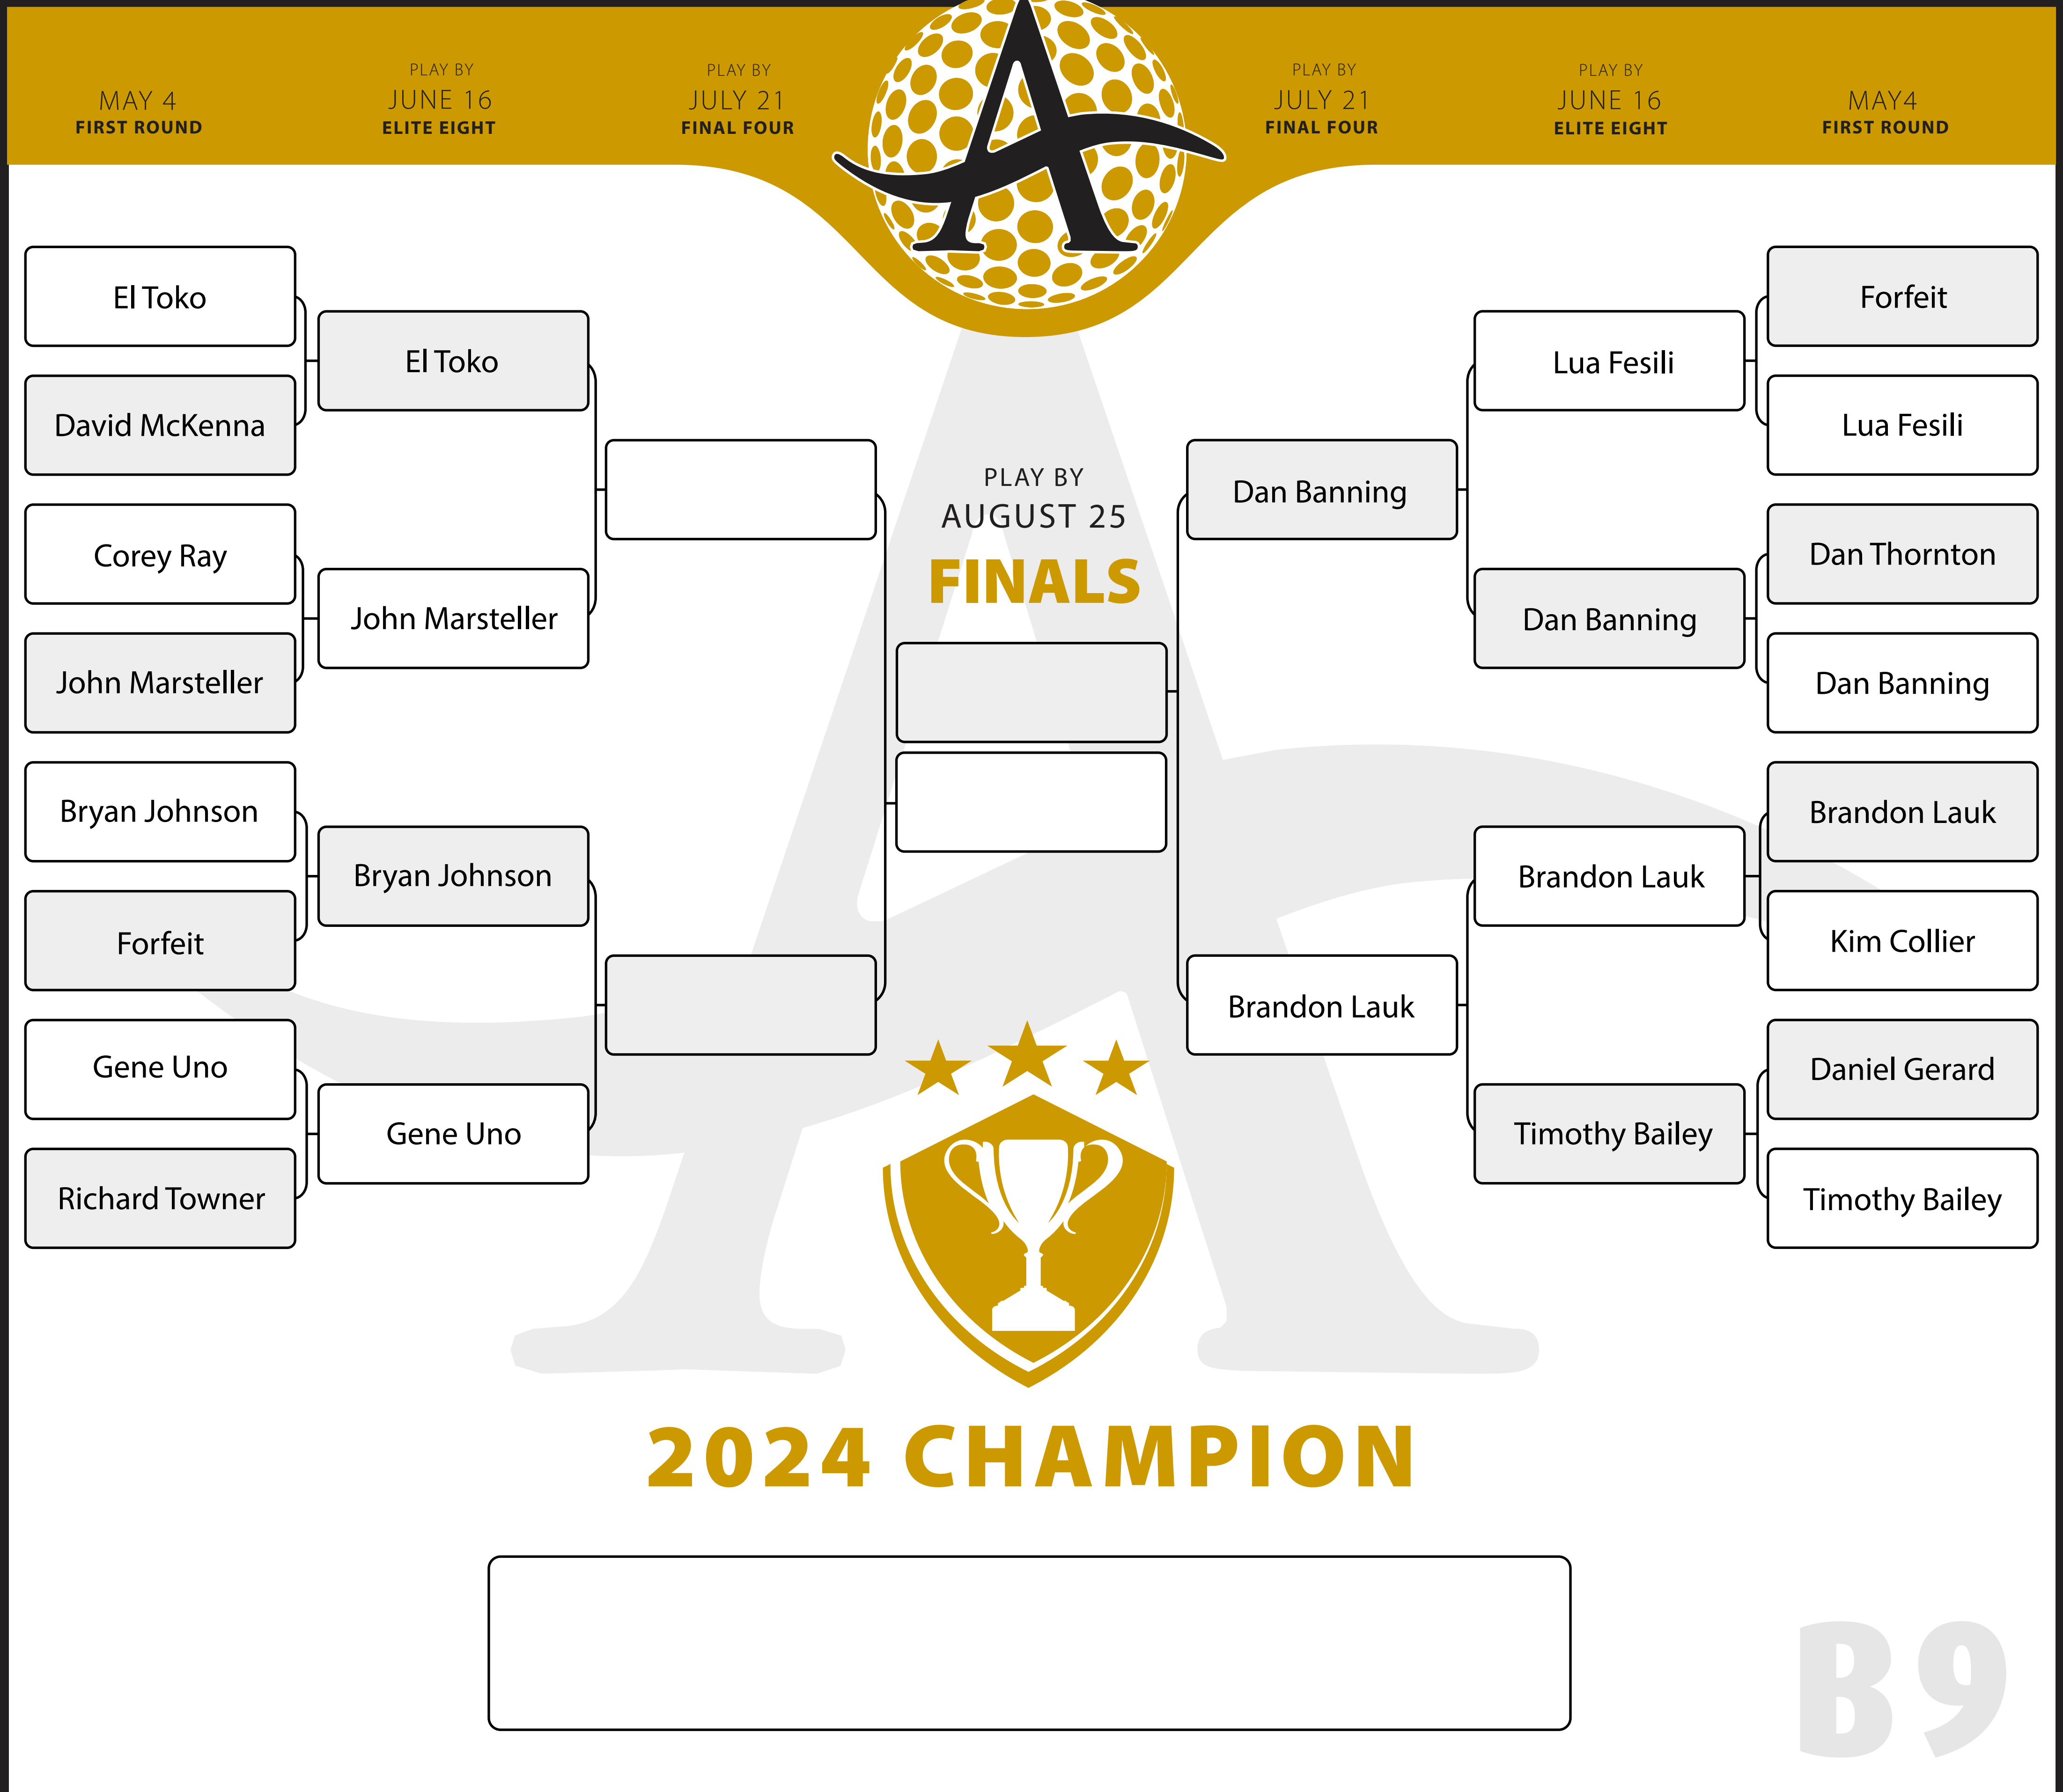 MAY 4
FIRST ROUND
PLAY BY
JUNE 16
ELITE EIGHT
PLAY BY
JULY 21
FINAL FOUR
A
PLAY BY
JULY 21
FINAL FOUR
PLAY BY
JUNE 16
ELITE EIGHT
MAY4
FIRST ROUND
El Toko
David McKenna
Corey Ray
John Marsteller
Bryan Johnson
Forfeit
Gene Uno
Richard Towner
El Toko
John Marsteller
Bryan Johnson
Gene Uno
PLAY BY
AUGUST 25
FINALS
Dan Banning
Brandon Lauk
Lua Fesili
Dan Banning
Brandon Lauk
Timothy Bailey
Forfeit
Lua Fesili
Dan Thornton
Dan Banning
Brandon Lauk
Kim Collier
Daniel Gerard
Timothy Bailey
2024 CHAMPION
B9